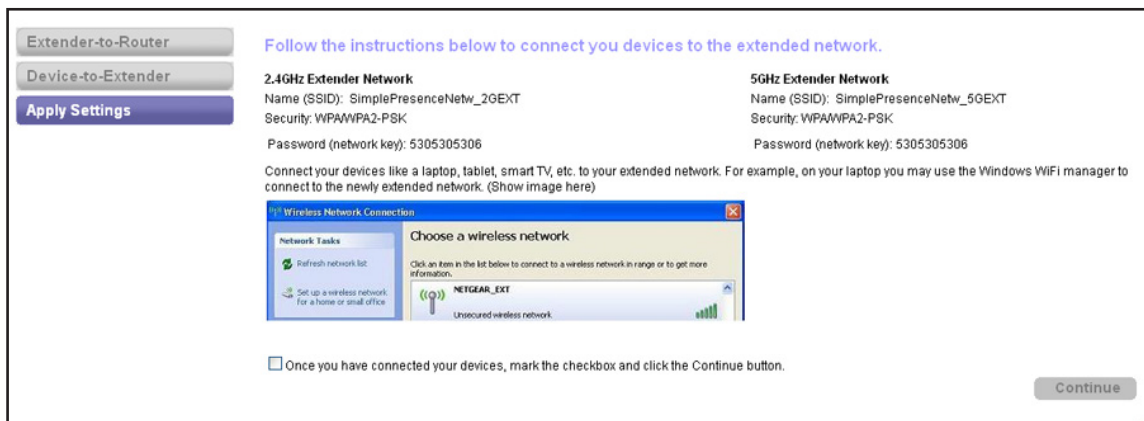 Extender-to-Router
Device-to-Extender
Apply Settings
Follow the instructions below to connect you devices to the extended network.
2.4GHz Extender Network
Name (SSID): SimplePresenceNetw_2GEXT
Security: WPA/WPA2-PSK
Password (network key): 5305305306
5GHz Extender Network
Name (SSID): SimplePresenceNetw_5GEXT
Security: WPA/WPA2-PSK
Password (network key): 5305305306
Connect your devices like a laptop, tablet, smart TV, etc. to your extended network. For example, on your laptop you may use the Windows WiFi manager to
connect to the newly extended network. (Show image here)
Wireless Network Connection
Network Tasks
Refresh network list
Set up a wireless network
for a home or small office
Choose a wireless network
Click an item in the list below to connect to a wireless network in range or to get more
information.
NETGEAR_EXT
Unsecured wireless network
Once you have connected your devices, mark the checkbox and click the Continue button.
Continue